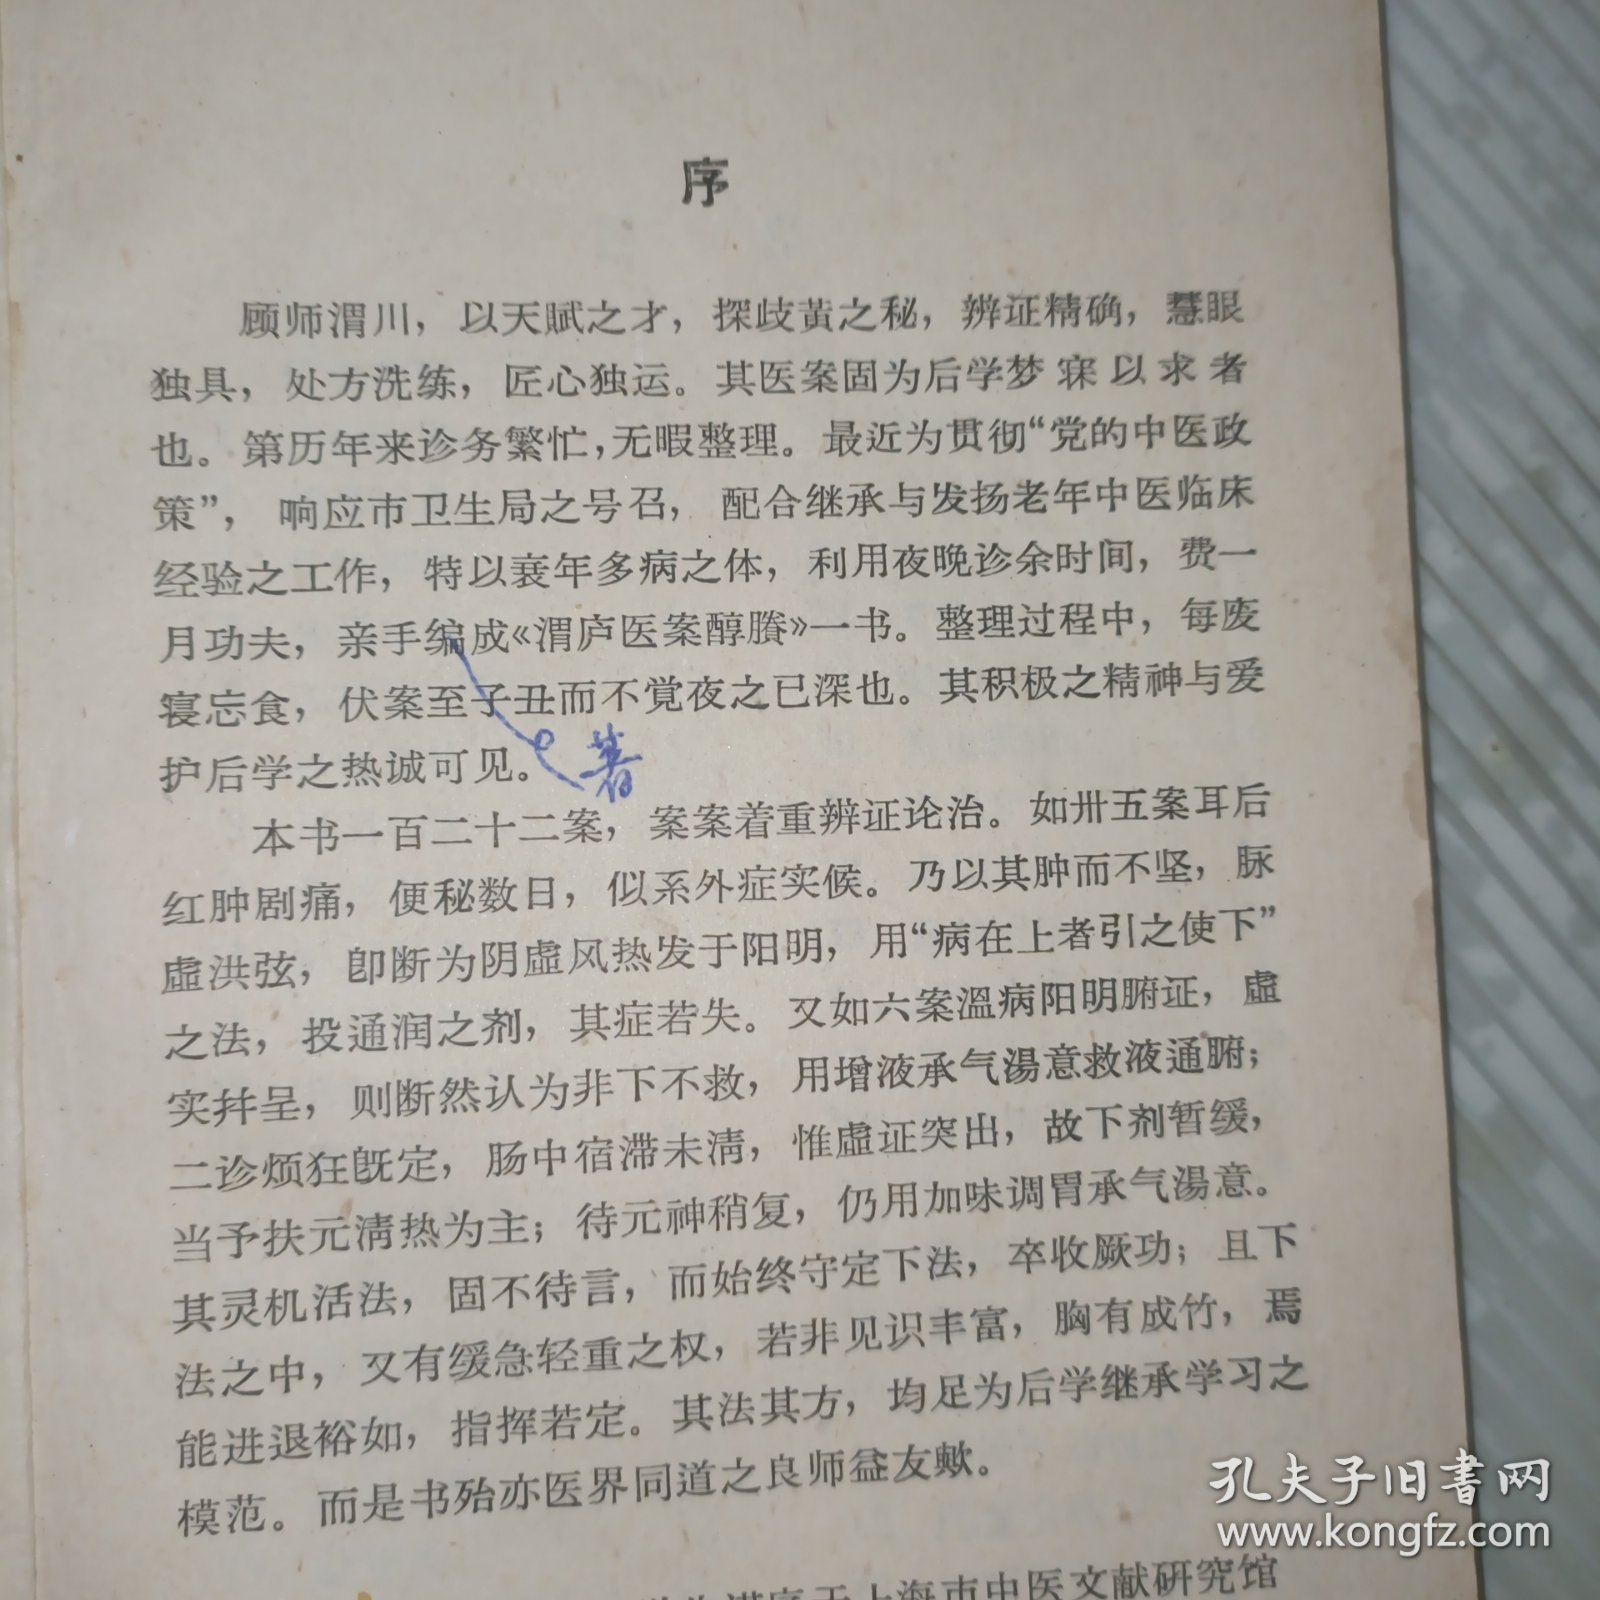 序
顾师渭川，以天賦之才，探歧黄之秘，辨证精确，慧眼
独具，处方洗练，匠心独运。其医案固为后学梦寐以求者
也。第历年来诊务繁忙，无暇整理。最近为贯彻“党的中医政
策”，响应市卫生局之号召，配合继承与发扬老年中医临床
经验之工作，特以衰年多病之体，利用夜晚诊余时间，费一
月功夫，亲手编成《渭庐医案醇賸》一书。整理过程中，每废
寝忘食，伏案至子丑而不覚夜之已深也。其积极之精神与爱
护后学之热诚可见。
著
本书一百二十二案，案案着重辨证论治。如卅五案耳后
红肿剧痛，便秘数日，似系外症实候。乃以其肿而不坚，脉
虛洪弦，卽断为阴虛风热发于阳明，用“病在上者引之使下”
之法，投通润之剂，其症若失。又如六案溫病阳明腑证，虛
实幷呈，则断然认为非下不救，用增液承气湯意救液通腑；
二诊烦狂旣定，肠中宿滞未淸，惟虛证突出，故下剂暂缓，
当予扶元淸热为主；待元神稍复，仍用加味调胃承气湯意。
其灵机活法，固不待言，而始终守定下法，卒收厥功；且下
法之中，又有缓急轻重之权，若非见识丰富，胸有成竹，焉
能进退裕如，指挥若定。其法其方，均足为后学继承学习之
模范。而是书殆亦医界同道之良师益友歟。
于上海市中医文献研究馆
孔夫子旧書网
www.kongfz.com